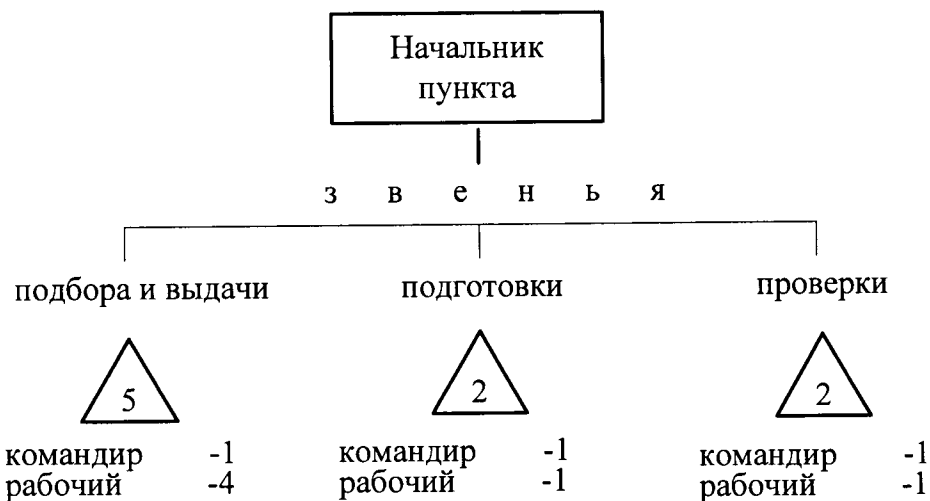 Начальник
пункта
звенья
подбора и выдачи
подготовки
проверки
5
2
2
командир -1
рабочий -4
командир -1
рабочий -1
командир -1
рабочий -1